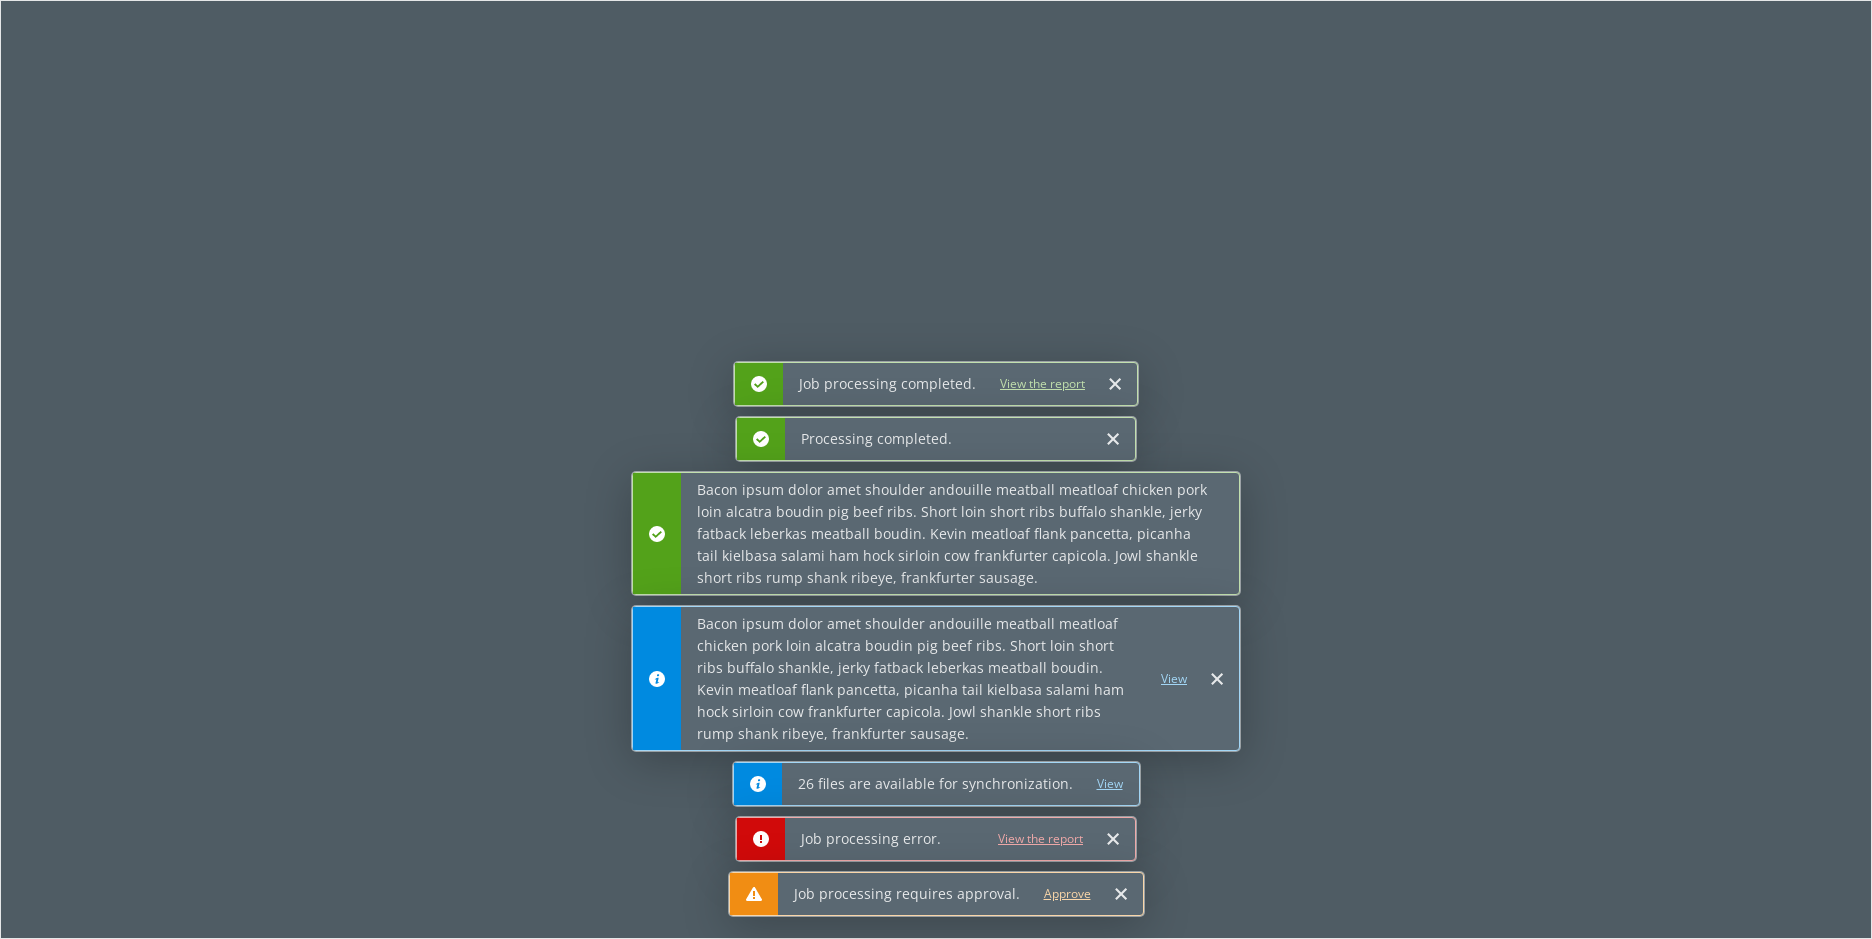 Job processing completed. View the report
Processing completed.
Bacon ipsum dolor amet shoulder andouille meatball meatloaf chicken pork
loin alcatra boudin pig beef ribs. Short loin short ribs buffalo shankle, jerky
fatback leberkas meatball boudin. Kevin meatloaf flank pancetta, picanha
tail kielbasa salami ham hock sirloin cow frankfurter capicola. Jowl shankle
short ribs rump shank ribeye, frankfurter sausage.
Bacon ipsum dolor amet shoulder andouille meatball meatloaf
chicken pork loin alcatra boudin pig beef ribs. Short loin short
ribs buffalo shankle, jerky fatback leberkas meatball boudin.
Kevin meatloaf flank pancetta, picanha tail kielbasa salami ham
hock sirloin cow frankfurter capicola. Jowl shankle short ribs
rump shank ribeye, frankfurter sausage.
View
26 files are available for synchronization. View
Job processing error. View the report
Job processing requires approval. Approve